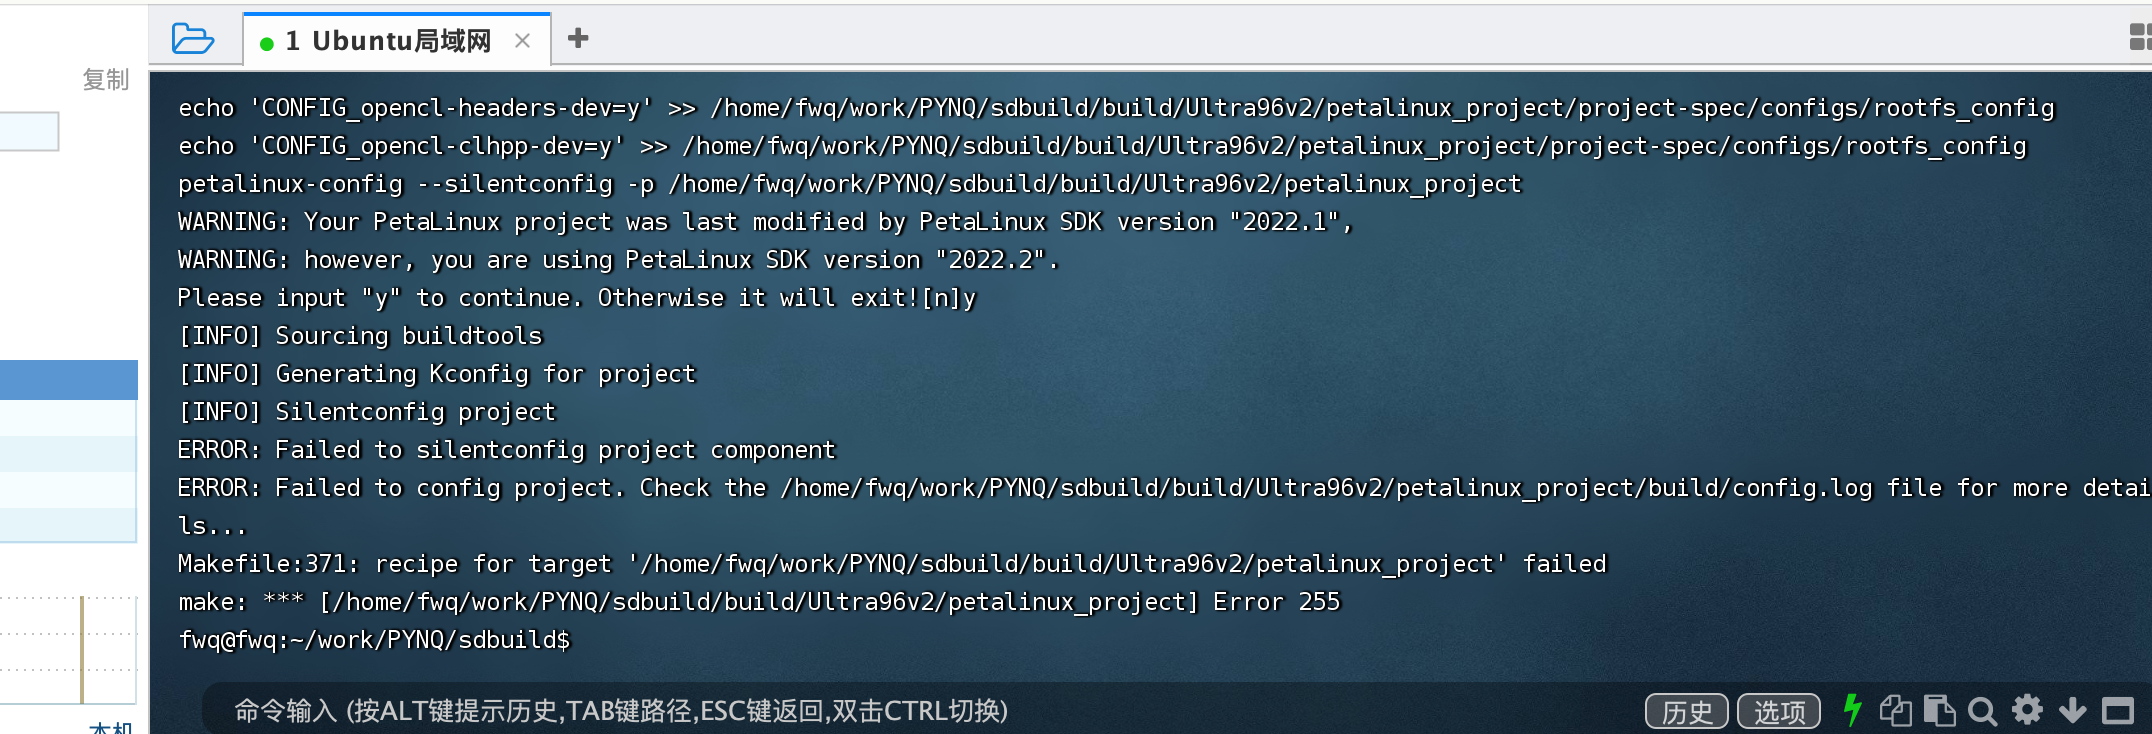 1 Ubuntu局域网
复制
echo 'CONFIG_opencl-headers-dev=y' >> /home/fwq/work/PYNQ/sdbuild/build/Ultra96v2/petalinux_project/project-spec/configs/rootfs_config
echo 'CONFIG_opencl-clhpp-dev=y' >> /home/fwq/work/PYNQ/sdbuild/build/Ultra96v2/petalinux_project/project-spec/configs/rootfs_config
petalinux-config --silentconfig -p /home/fwq/work/PYNQ/sdbuild/build/Ultra96v2/petalinux_project
WARNING: Your PetaLinux project was last modified by PetaLinux SDK version "2022.1",
WARNING: however, you are using PetaLinux SDK version "2022.2".
Please input "y" to continue. Otherwise it will exit![n]y
[INFO] Sourcing buildtools
[INFO] Generating Kconfig for project
[INFO] Silentconfig project
ERROR: Failed to silentconfig project component
ERROR: Failed to config project. Check the /home/fwq/work/PYNQ/sdbuild/build/Ultra96v2/petalinux_project/build/config.log file for more detai
ls...
Makefile:371: recipe for target '/home/fwq/work/PYNQ/sdbuild/build/Ultra96v2/petalinux_project' failed
make: *** [/home/fwq/work/PYNQ/sdbuild/build/Ultra96v2/petalinux_project] Error 255
fwq@fwq:~/work/PYNQ/sdbuild$
命令输入 (按ALT键提示历史,TAB键路径,ESC键返回,双击CTRL切换)
历史 选项
本机